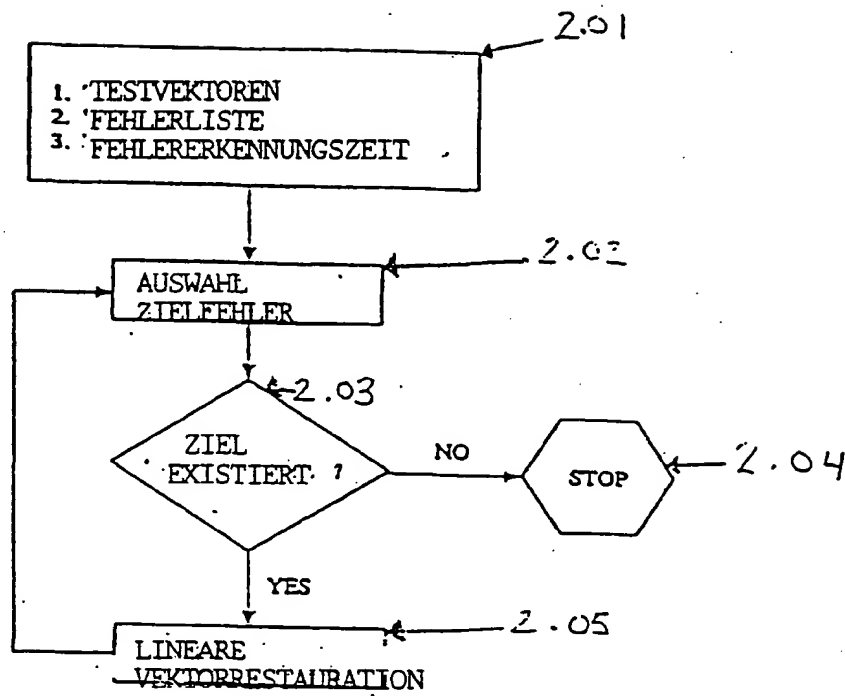 2.01
1. TESTVEKTOREN
2. FEHLERLISTE
3. FEHLERERKENNUNGSZEIT
2.02
AUSWAHL
ZIELFEHLER
2.03
ZIEL
EXISTIERT ?
NO
STOP
2.04
YES
2.05
LINEARE
VEKTORRESTAURATION